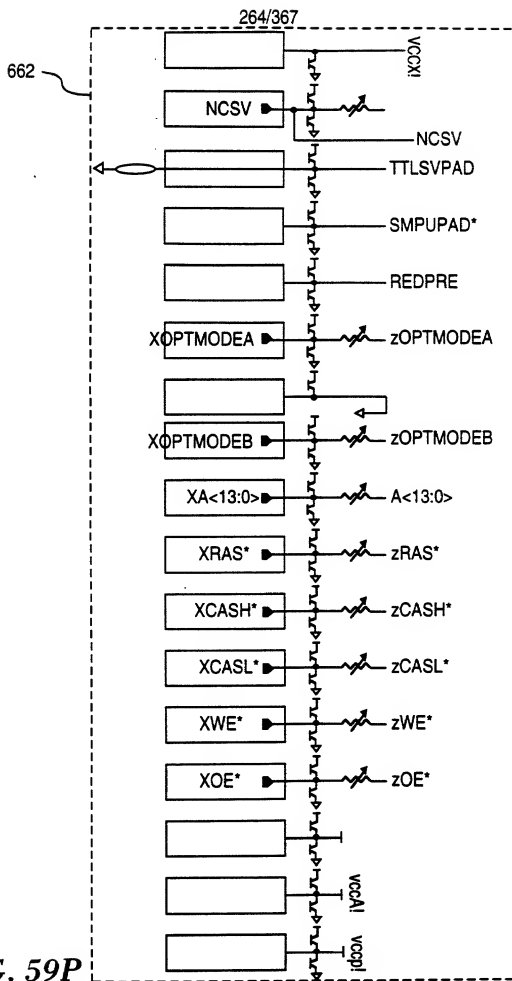 264/367
662
vccx!
NCSV
NCSV
TTLSVPAD
SMPUPAD*
REDPRE
XOPTMODEA zOPTMODEA
XOPTMODEB zOPTMODEB
XA<13:0> A<13:0>
XRAS* zRAS*
XCASH* zCASH*
XCASL* zCASL*
XWE* zWE*
XOE* zOE*
vccA!
vccp!
G. 59P